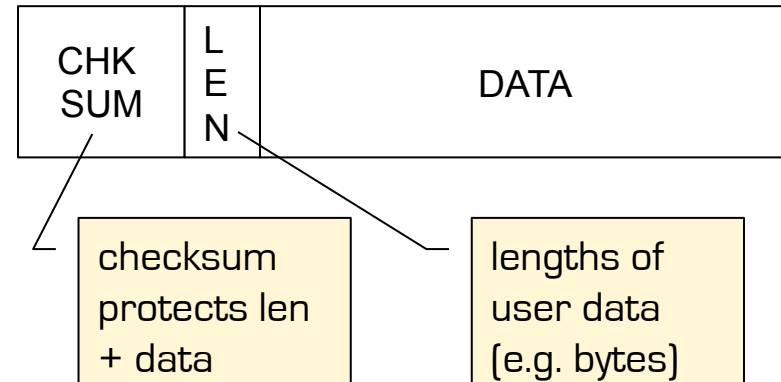 CHK
SUM
L
E
N
DATA
checksum
protects len
+ data
lengths of
user data
(e.g. bytes)